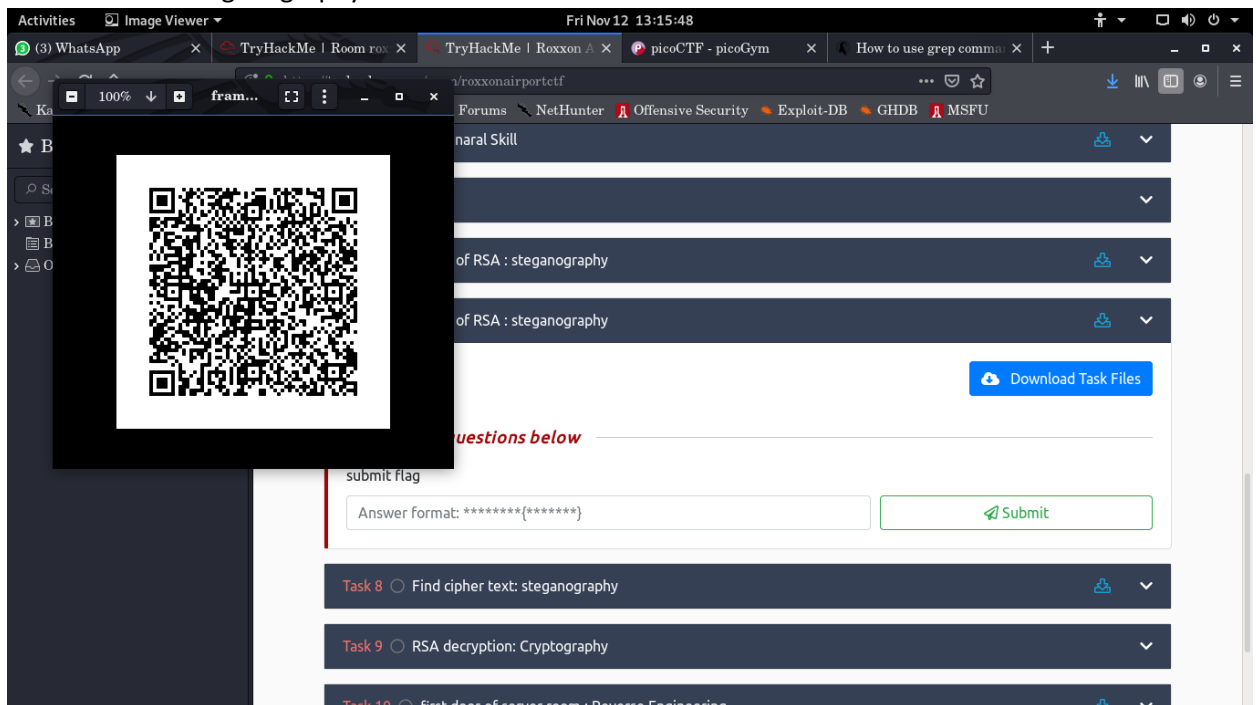 Activities Image Viewer Fri Nov 12 13:15:48
(3) WhatsApp TryHackMe | Room rox TryHackMe | Roxxon A picoCTF - picoGym How to use grep comma
/roxxonairportctf
100% fram...
Forums NetHunter Offensive Security Exploit-DB GHDB MSFU
naral Skill
of RSA : steganography
of RSA : steganography
Download Task Files
uestions below
submit flag
Answer format: ********{*******}
Submit
Task 8 Find cipher text: steganography
Task 9 RSA decryption: Cryptography